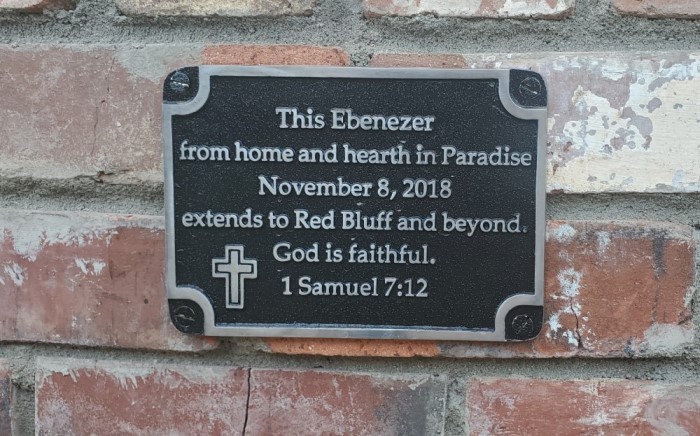 This Ebenezer
from home and hearth in Paradise
November 8, 2018
extends to Red Bluff and beyond.
God is faithful.
1 Samuel 7:12